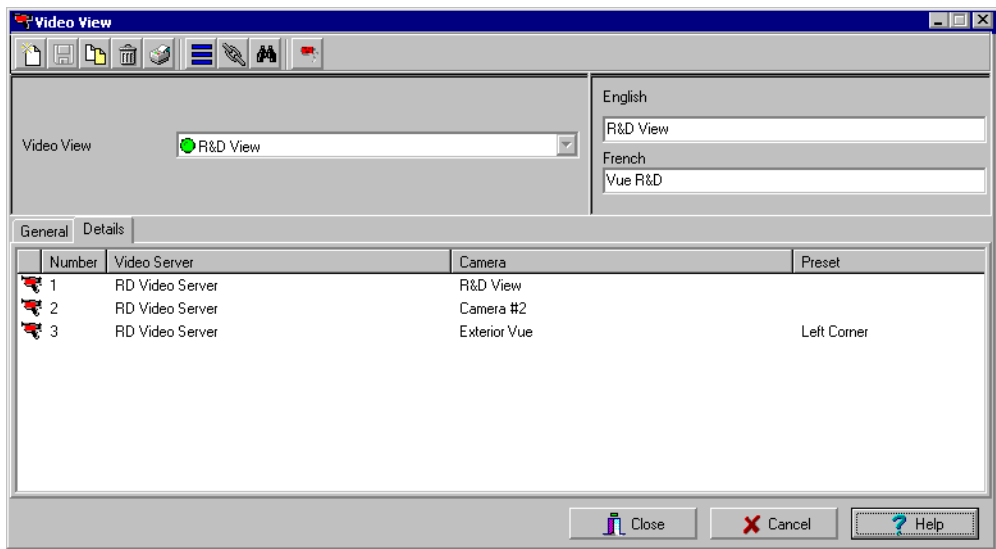 Video View
English
R&D View
Video View R&D View
French
Vue R&D
General Details
Number Video Server Camera Preset
1 RD Video Server R&D View
2 RD Video Server Camera #2
3 RD Video Server Exterior Vue Left Corner
Close Cancel Help